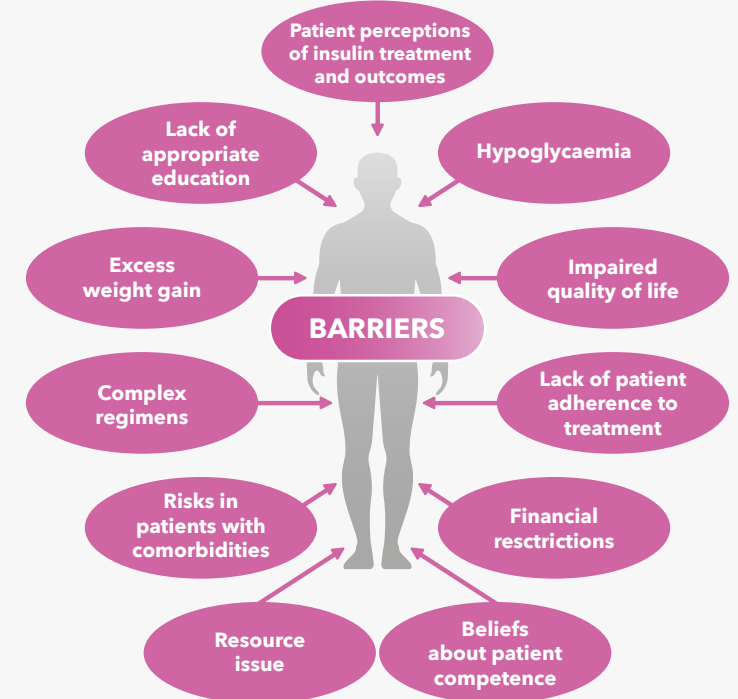 Patient perceptions
of insulin treatment
and outcomes
Lack of
appropriate
education
Hypoglycaemia
Excess
weight gain
Impaired
quality of life
BARRIERS
Complex
regimens
Lack of patient
adherence to
treatment
Risks in
patients with
comorbidities
Financial
resctrictions
Resource
issue
Beliefs
about patient
competence